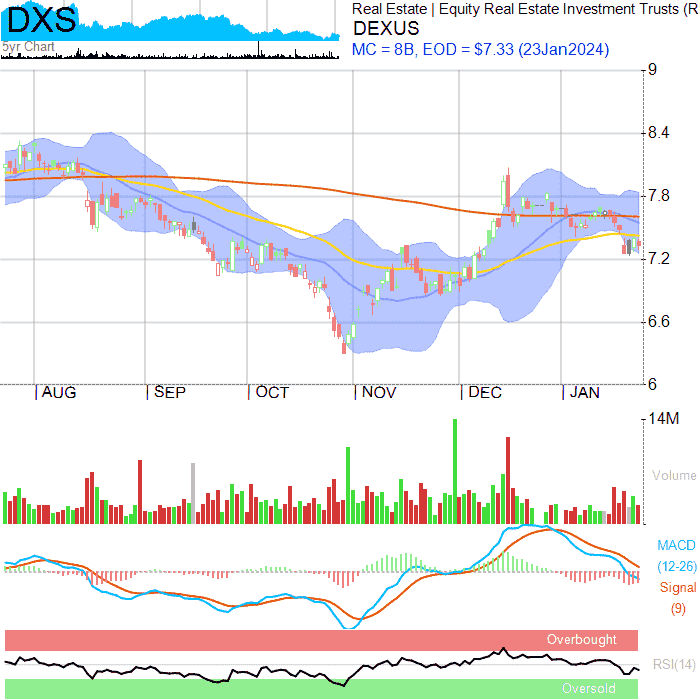 DXS
5yr Chart
Real Estate | Equity Real Estate Investment Trusts (R
DEXUS
MC = 8B, EOD = $7.33 (23Jan2024)
9
8.4
7.8
7.2
6.6
6
AUG SEP OCT NOV DEC JAN
14M
Volume
MACD
(12-26)
Signal
(9)
Overbought
RSI(14)
Oversold